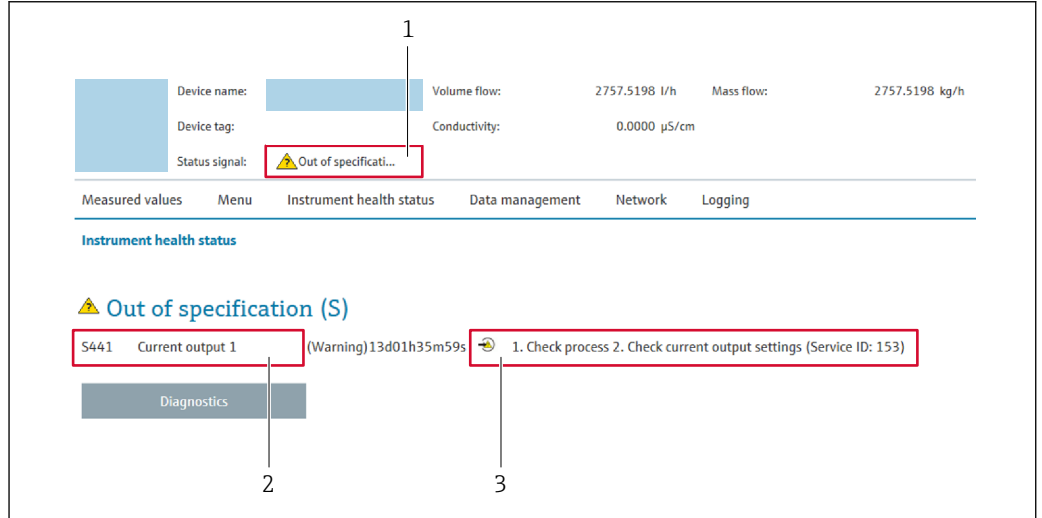 1
Device name: Volume flow: 2757.5198 l/h Mass flow: 2757.5198 kg/h
Device tag: Conductivity: 0.0000 µS/cm
Status signal: Out of specificati...
Measured values Menu Instrument health status Data management Network Logging
Instrument health status
Out of specification (S)
S441 Current output 1 (Warning)13d01h35m59s 1. Check process 2. Check current output settings (Service ID: 153)
Diagnostics
2 3